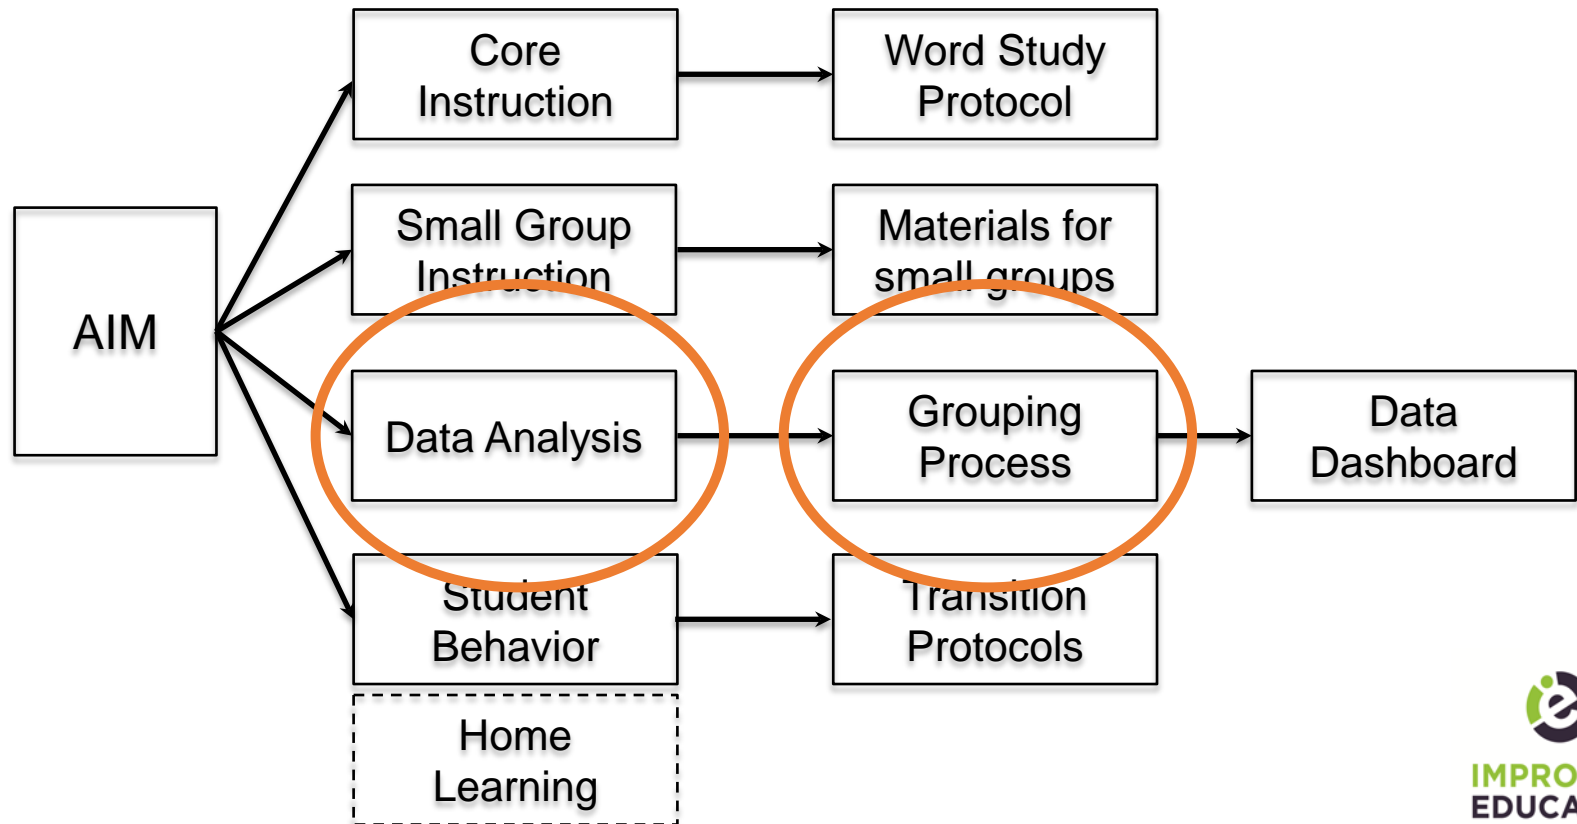 Core
Instruction
Word Study
Protocol
Small Group
Instruction
Materials for
small groups
AIM
Data Analysis
Grouping
Process
Data
Dashboard
Student
Behavior
Transition
Protocols
Home
Learning